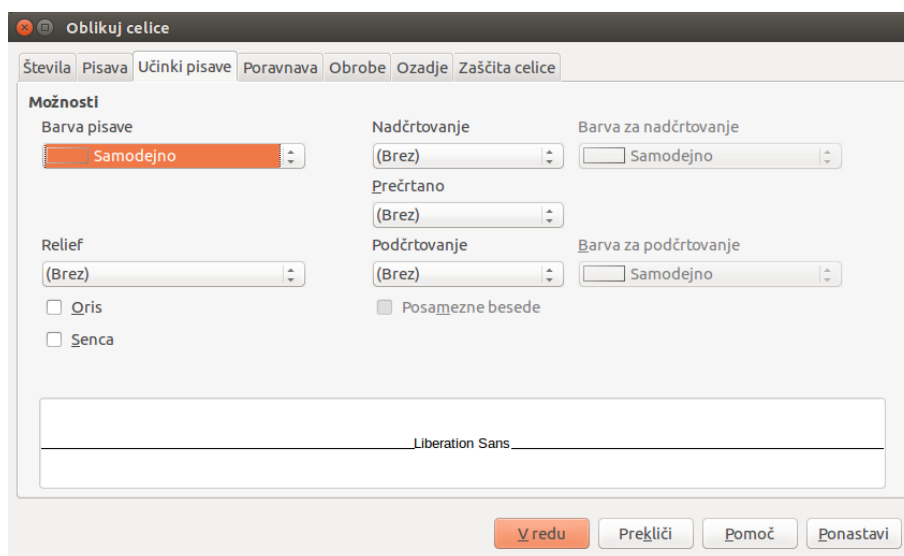 Oblikuj celice
Števila Pisava Učinki pisave Poravnava Obrobe Ozadje Zaščita celice
Možnosti
Barva pisave Nadčrtovanje Barva za nadčrtovanje
Samodejno (Brez) Samodejno
Prečrtano
(Brez)
Relief Podčrtovanje Barva za podčrtovanje
(Brez) (Brez) Samodejno
Oris Posamezne besede
Senca
Liberation Sans
V redu Prekliči Pomoč Ponastavi